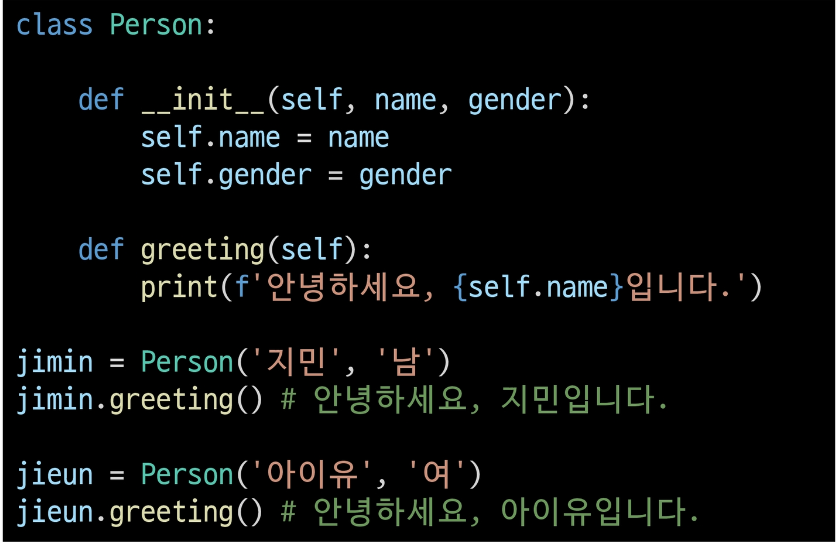 class Person:
    def __init__(self, name, gender):
        self.name = name
        self.gender = gender
    def greeting(self):
        print(f'안녕하세요, {self.name}입니다.')
jimin = Person('지민', '남')
jimin.greeting() # 안녕하세요, 지민입니다.
jieun = Person('아이유', '여')
jieun.greeting() # 안녕하세요, 아이유입니다.